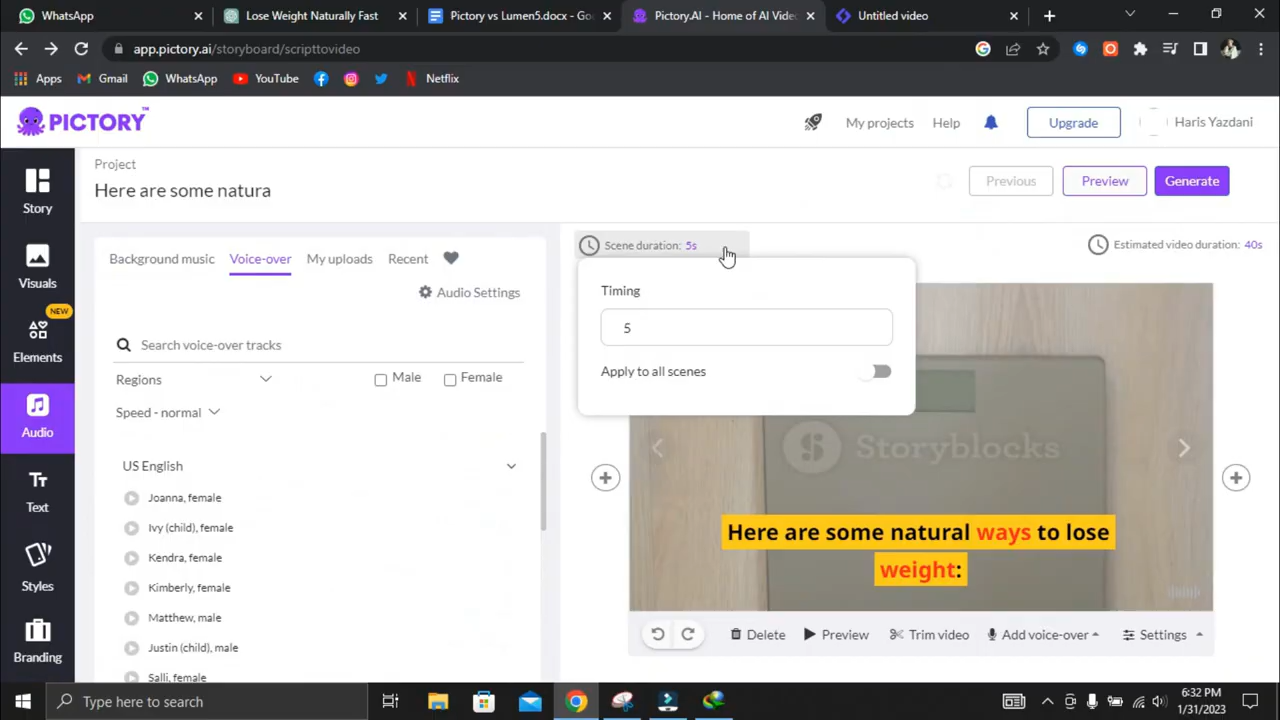 WhatsApp
Lose Weight Naturally Fast
Pictory vs Lumen5.docx - Goo
Pictory.AI - Home of AI Video
Untitled video
app.pictory.ai/storyboard/scripttovideo
Apps
Gmail
WhatsApp
YouTube
Facebook
Netflix
PICTORY™
My projects
Help
Upgrade
Haris Yazdani
Project
Here are some natura
Previous
Preview
Generate
Story
Visuals
NEW
Elements
Audio
Text
Styles
Branding
Background music
Voice-over
My uploads
Recent
Audio Settings
Search voice-over tracks
Regions
Male
Female
Speed - normal
US English
Joanna, female
Ivy (child), female
Kendra, female
Kimberly, female
Matthew, male
Justin (child), male
Salli, female
Scene duration: 5s
Estimated video duration: 40s
Timing
5
Apply to all scenes
Storyblocks
Here are some natural ways to lose
weight:
Delete
Preview
Trim video
Add voice-over
Settings
Type here to search
6:32 PM
1/31/2023